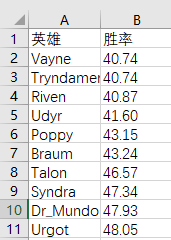 A B
1 英雄 胜率
2 Vayne 40.74
3 Tryndamer 40.74
4 Riven 40.87
5 Udyr 41.60
6 Poppy 43.15
7 Braum 43.24
8 Talon 46.57
9 Syndra 47.34
10 Dr_Mundo 47.93
11 Urgot 48.05